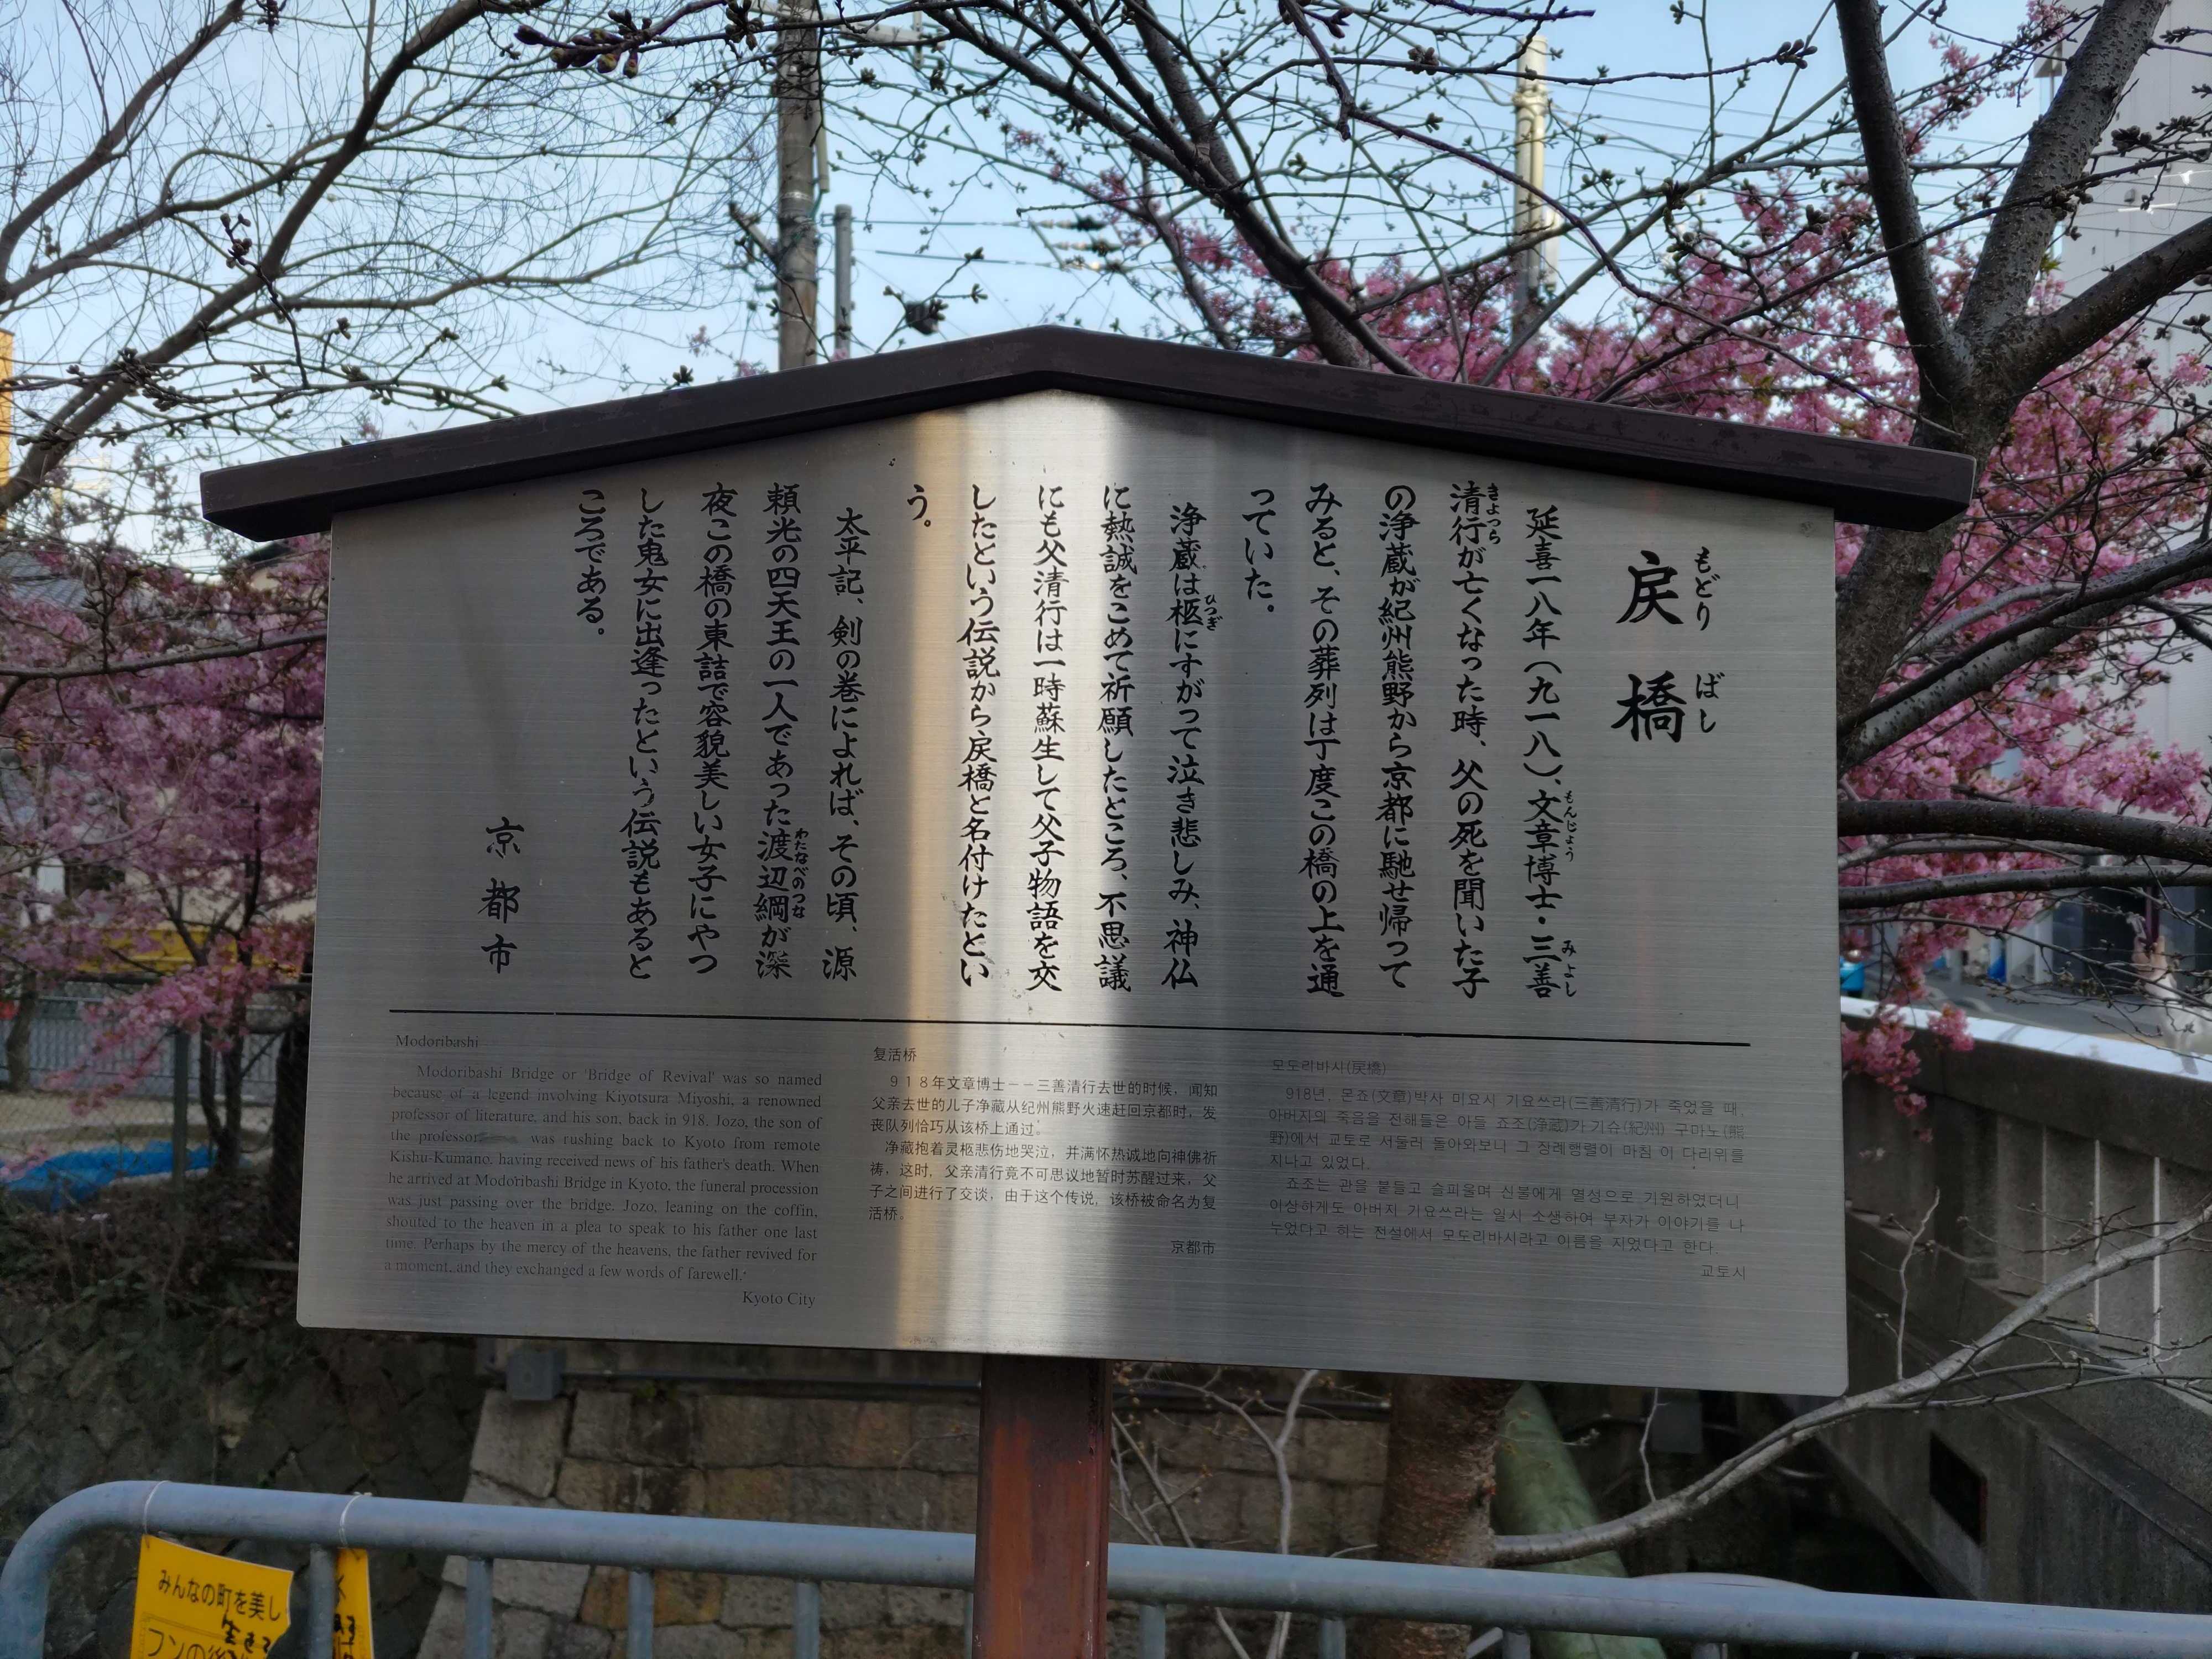 戻橋
もどりばし
延喜一八年（九一八）、文章博士・三善
もんじょう
みよし
清行が亡くなった時、父の死を聞いた子
きよつら
の浄蔵が紀州熊野から京都に馳せ帰って
みると、その葬列は丁度この橋の上を通
っていた。
浄蔵は柩にすがって泣き悲しみ、神仏
ひつぎ
に熱誠をこめて祈願したところ、不思議
にも父清行は一時蘇生して父子物語を交
したという伝説から戻橋と名付けたとい
う。
太平記、剣の巻によれば、その頃、源
頼光の四天王の一人であった渡辺綱が深
わたなべのつな
夜この橋の東詰で容貌美しい女子にやつ
した鬼女に出逢ったという伝説もあると
ころである。
京都市
Modoribashi
Modoribashi Bridge or 'Bridge of Revival' was so named
because of a legend involving Kiyotsura Miyoshi, a renowned
professor of literature, and his son, back in 918. Jozo, the son of
the professor was rushing back to Kyoto from remote
Kishu-Kumano, having received news of his father's death. When
he arrived at Modoribashi Bridge in Kyoto, the funeral procession
was just passing over the bridge. Jozo, leaning on the coffin,
shouted to the heaven in a plea to speak to his father one last
time. Perhaps by the mercy of the heavens, the father revived for
a moment, and they exchanged a few words of farewell.
Kyoto City
复活桥
918年文章博士－－三善清行去世的时候，闻知
父亲去世的儿子净藏从纪州熊野火速赶回京都时，发
丧队列恰巧从该桥上通过。
净藏抱着灵柩悲伤地哭泣，并满怀热诚地向神佛祈
祷，这时，父亲清行竟不可思议地暂时苏醒过来，父
子之间进行了交谈，由于这个传说，该桥被命名为复
活桥。
京都市
모도리바시(戻橋)
918년, 몬죠(文章)박사 미요시 기요쓰라(三善清行)가 죽었을 때,
아버지의 죽음을 전해들은 아들 죠조(浄蔵)가 기슈(紀州) 구마노(熊
野)에서 교토로 서둘러 돌아와보니 그 장례행렬이 마침 이 다리위를
지나고 있었다.
죠조는 관을 붙들고 슬피울며 신불에게 열성으로 기원하였더니
이상하게도 아버지 기요쓰라는 일시 소생하여 부자가 이야기를 나
누었다고 하는 전설에서 모도리바시라고 이름을 지었다고 한다.
교토시
みんなの町を美し
フンの